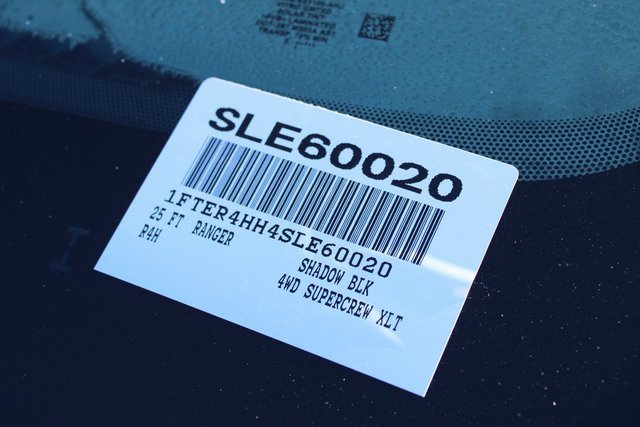 SLE60020
1FTER4HH4SLE60020
25 FT RANGER
R4H
SHADOW BLK
4WD SUPERCREW XLT